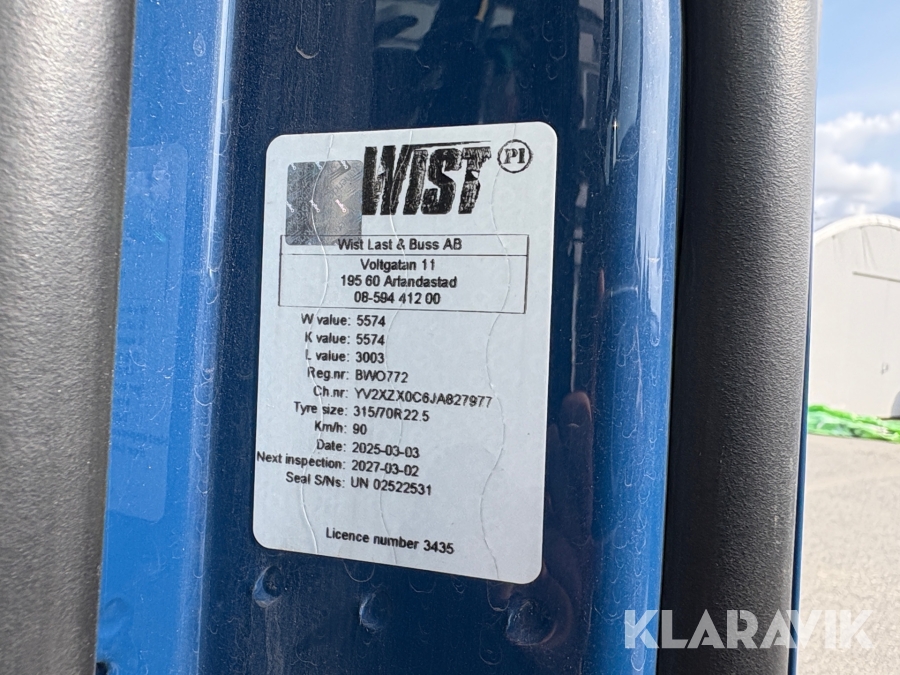 WIST PI
Wist Last & Buss AB
Voltgatan 11
195 60 Arlandastad
08-594 412 00
W value: 5574
K value: 5574
L value: 3003
Reg.nr: BWO772
Ch.nr: YV2XZX0C6JA827977
Tyre size: 315/70R22.5
Km/h: 90
Date: 2025-03-03
Next inspection: 2027-03-02
Seal S/Ns: UN 02522531
Licence number 3435
KLARAVIK